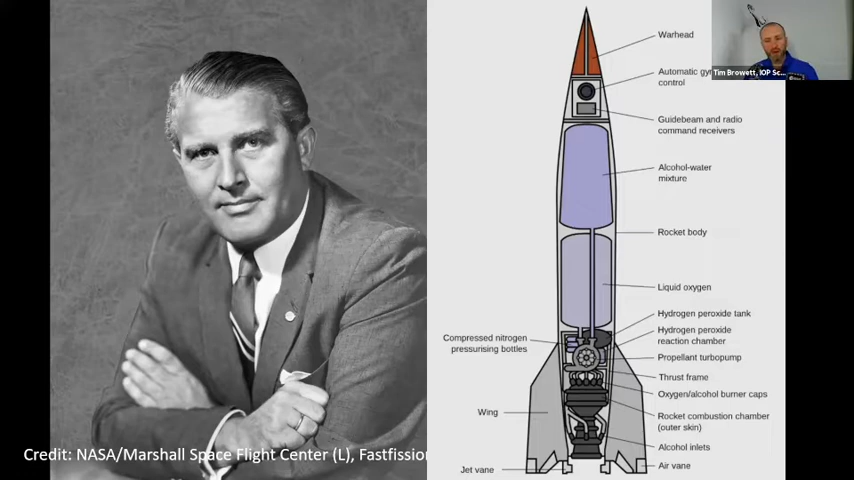 Warhead
Automatic gyr
control
Guidebeam and radio
command receivers
Alcohol-water
mixture
Rocket body
Liquid oxygen
Hydrogen peroxide tank
Hydrogen peroxide
reaction chamber
Compressed nitrogen
pressurising bottles
Propellant turbopump
Thrust frame
Oxygen/alcohol burner caps
Rocket combustion chamber
(outer skin)
Wing
Alcohol inlets
Air vane
Jet vane
Credit: NASA/Marshall Space Flight Center (L), Fastfission
Tim Browett, IOP Sc...